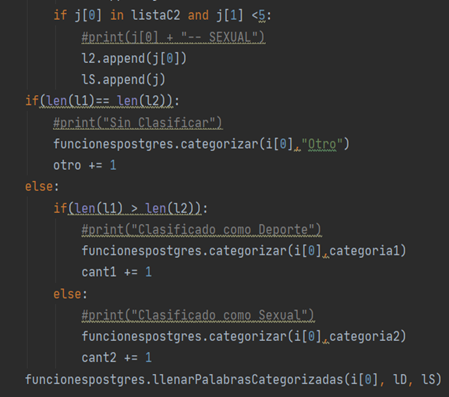 if j[0] in listaC2 and j[1] <5:
#print(j[0] + "-- SEXUAL")
l2.append(j[0])
lS.append(j)
if(len(l1)== len(l2)):
#print("Sin Clasificar")
funcionespostgres.categorizar(i[0],"Otro")
otro += 1
else:
if(len(l1) > len(l2)):
#print("Clasificado como Deporte")
funcionespostgres.categorizar(i[0],categoria1)
cant1 += 1
else:
#print("Clasificado como Sexual")
funcionespostgres.categorizar(i[0],categoria2)
cant2 += 1
funcionespostgres.llenarPalabrasCategorizadas(i[0], lD, lS)